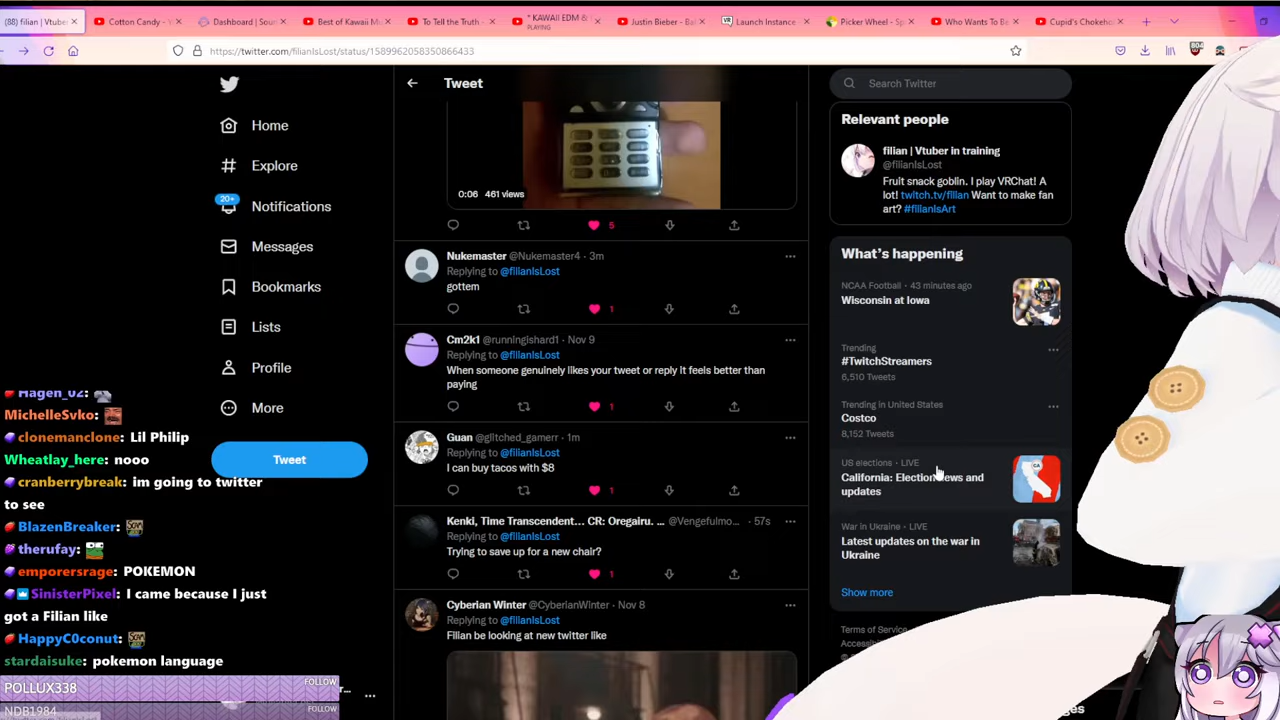 (88) filian | Vtub
Cotton Candy - Y
Dashboard | Soun
Best of Kawaii Mu
To Tell the Truth -
* KAWAII EDM &
PLAYING
Justin Bieber - Ba
Launch Instance
Picker Wheel - Sp
Who Wants To Be
Cupid's Chokeho
https://twitter.com/filianIsLost/status/1589962058350866433
804
Home
Explore
20+
Notifications
Messages
Bookmarks
Lists
Profile
More
Tweet
Hagen_02:
MichelleSvko:
clonemanclone: Lil Philip
Wheatlay_here: nooo
cranberrybreak: im going to twitter
to see
BlazenBreaker:
therufay:
emporersrage: POKEMON
SinisterPixel: I came because I just
got a Filian like
HappyC0conut:
stardaisuke: pokemon language
POLLUX338
FOLLOW
NDB1984
FOLLOW
Tweet
0:06 461 views
5
Nukemaster @Nukemaster4 · 3m
Replying to @filianIsLost
gottem
1
Cm2k1 @runningishard1 · Nov 9
Replying to @filianIsLost
When someone genuinely likes your tweet or reply it feels better than
paying
1
Guan @gl1tched_gamerr · 1m
Replying to @filianIsLost
I can buy tacos with $8
1
Kenki, Time Transcendent... CR: Oregairu. ... @Vengefulmo... · 57s
Replying to @filianIsLost
Trying to save up for a new chair?
1
Cyberian Winter @CyberianWinter · Nov 8
Replying to @filianIsLost
Filian be looking at new twitter like
Search Twitter
Relevant people
filian | Vtuber in training
@filianIsLost
Fruit snack goblin. I play VRChat! A
lot! twitch.tv/filian Want to make fan
art? #filianIsArt
What's happening
NCAA Football · 43 minutes ago
Wisconsin at Iowa
Trending
#TwitchStreamers
6,510 Tweets
Trending in United States
Costco
8,152 Tweets
US elections · LIVE
California: Election news and
updates
War in Ukraine · LIVE
Latest updates on the war in
Ukraine
Show more
Terms of Service